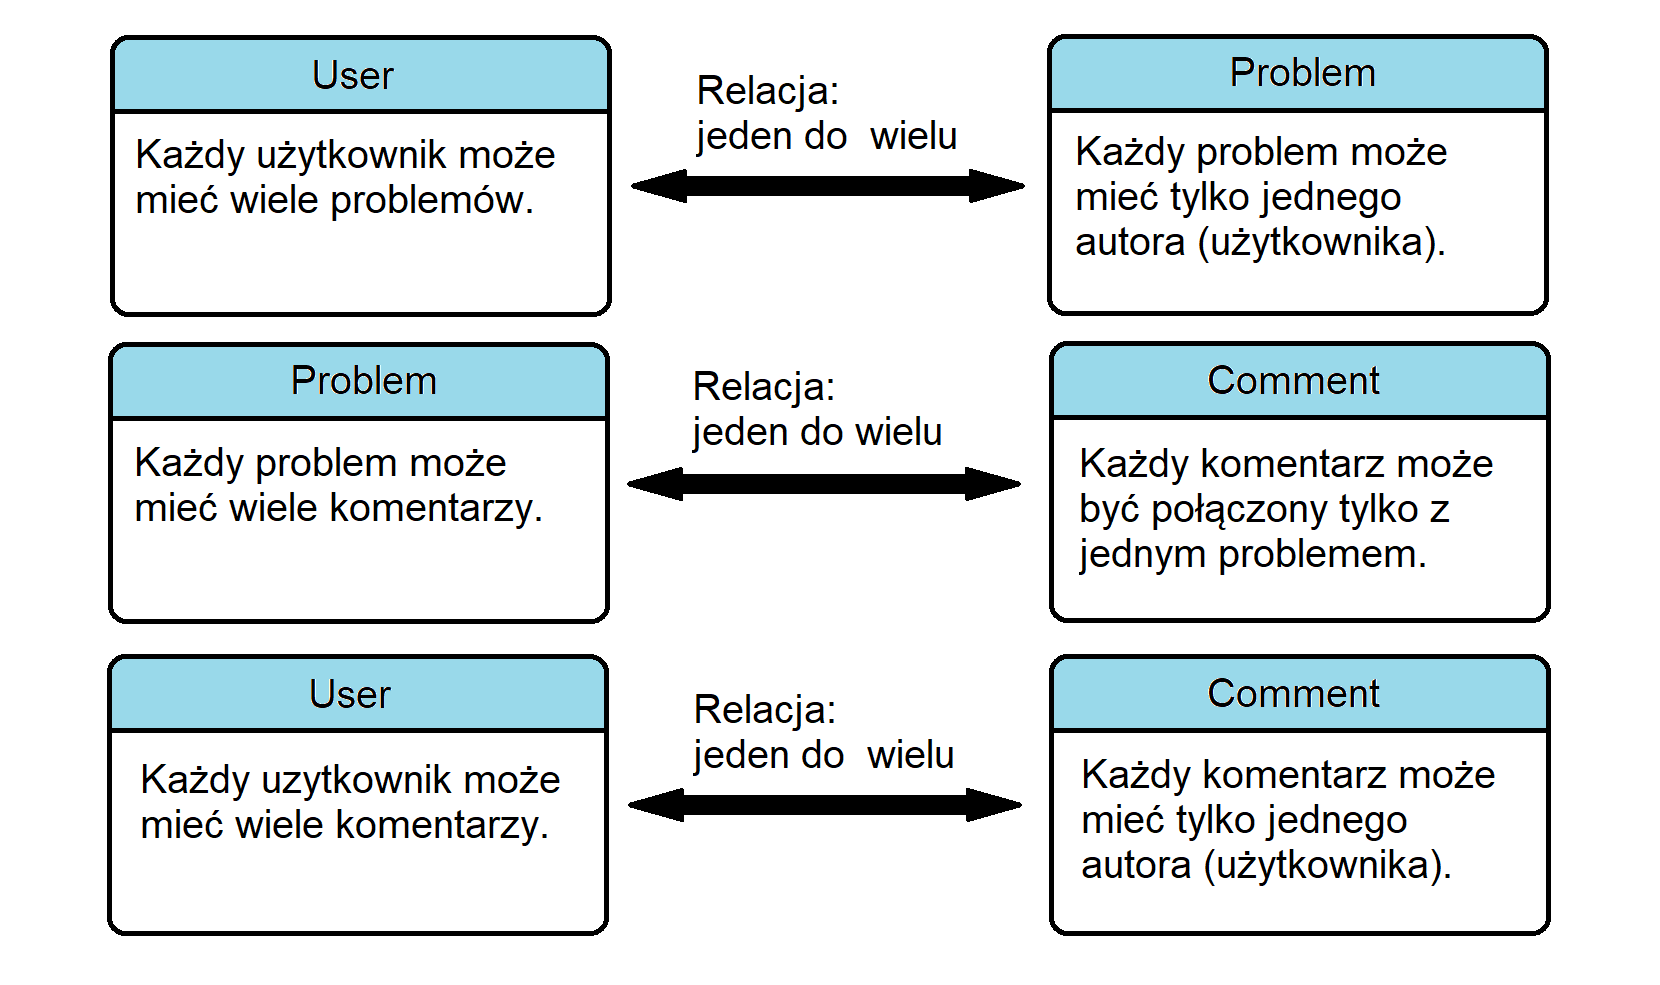 User
Każdy użytkownik może
mieć wiele problemów.
Relacja:
jeden do  wielu
Problem
Każdy problem może
mieć tylko jednego
autora (użytkownika).
Problem
Każdy problem może
mieć wiele komentarzy.
Relacja:
jeden do wielu
Comment
Każdy komentarz może
być połączony tylko z
jednym problemem.
User
Każdy uzytkownik może
mieć wiele komentarzy.
Relacja:
jeden do  wielu
Comment
Każdy komentarz może
mieć tylko jednego
autora (użytkownika).